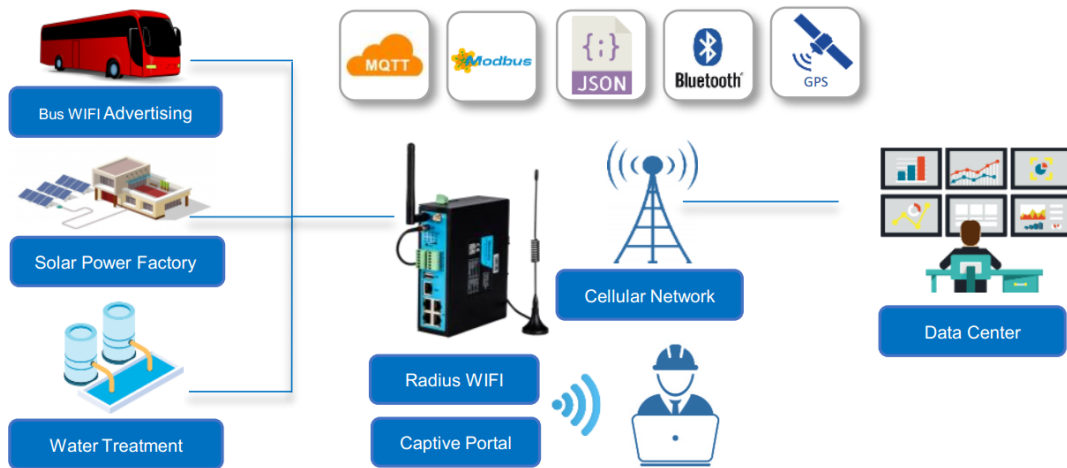 MQTT
Modbus
{;}
JSON
Bluetooth
GPS
Bus WIFI Advertising
Solar Power Factory
Water Treatment
Cellular Network
Radius WIFI
Captive Portal
Data Center